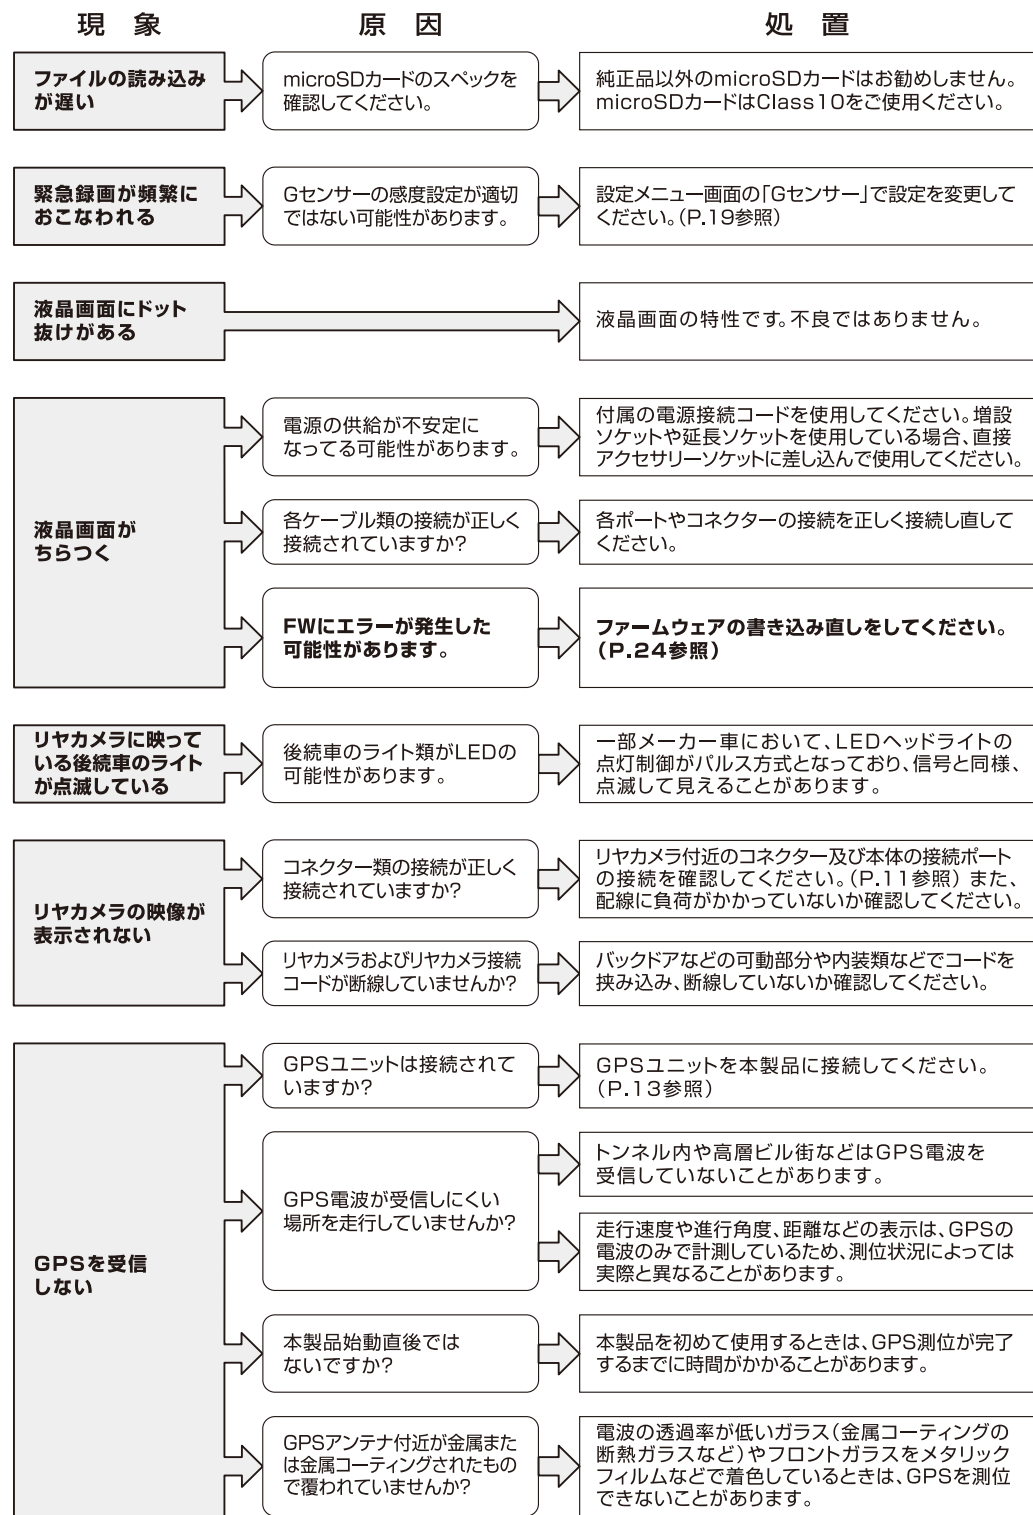 現 象
原 因
処 置
ファイルの読み込み
が遅い
microSDカードのスペックを
確認してください。
純正品以外のmicroSDカードはお勧めしません。
microSDカードはClass10をご使用ください。
緊急録画が頻繁に
おこなわれる
Gセンサーの感度設定が適切
ではない可能性があります。
設定メニュー画面の「Gセンサー」で設定を変更して
ください。(P.19参照)
液晶画面にドット
抜けがある
液晶画面の特性です。不良ではありません。
液晶画面が
ちらつく
電源の供給が不安定に
なってる可能性があります。
付属の電源接続コードを使用してください。増設
ソケットや延長ソケットを使用している場合、直接
アクセサリーソケットに差し込んで使用してください。
各ケーブル類の接続が正しく
接続されていますか?
各ポートやコネクターの接続を正しく接続し直して
ください。
FWにエラーが発生した
可能性があります。
ファームウェアの書き込み直しをしてください。
(P.24参照)
リヤカメラに映って
いる後続車のライト
が点滅している
後続車のライト類がLEDの
可能性があります。
一部メーカー車において、LEDヘッドライトの
点灯制御がパルス方式となっており、信号と同様、
点滅して見えることがあります。
リヤカメラの映像が
表示されない
コネクター類の接続が正しく
接続されていますか?
リヤカメラ付近のコネクター及び本体の接続ポート
の接続を確認してください。(P.11参照) また、
配線に負荷がかかっていないか確認してください。
リヤカメラおよびリヤカメラ接続
コードが断線していませんか?
バックドアなどの可動部分や内装類などでコードを
挟み込み、断線していないか確認してください。
GPSを受信
しない
GPSユニットは接続されて
いますか?
GPSユニットを本製品に接続してください。
(P.13参照)
GPS電波が受信しにくい
場所を走行していませんか?
トンネル内や高層ビル街などはGPS電波を
受信していないことがあります。
走行速度や進行角度、距離などの表示は、GPSの
電波のみで計測しているため、測位状況によっては
実際と異なることがあります。
本製品始動直後では
ないですか?
本製品を初めて使用するときは、GPS測位が完了
するまでに時間がかかることがあります。
GPSアンテナ付近が金属また
は金属コーティングされたもの
で覆われていませんか?
電波の透過率が低いガラス(金属コーティングの
断熱ガラスなど)やフロントガラスをメタリック
フィルムなどで着色しているときは、GPSを測位
できないことがあります。